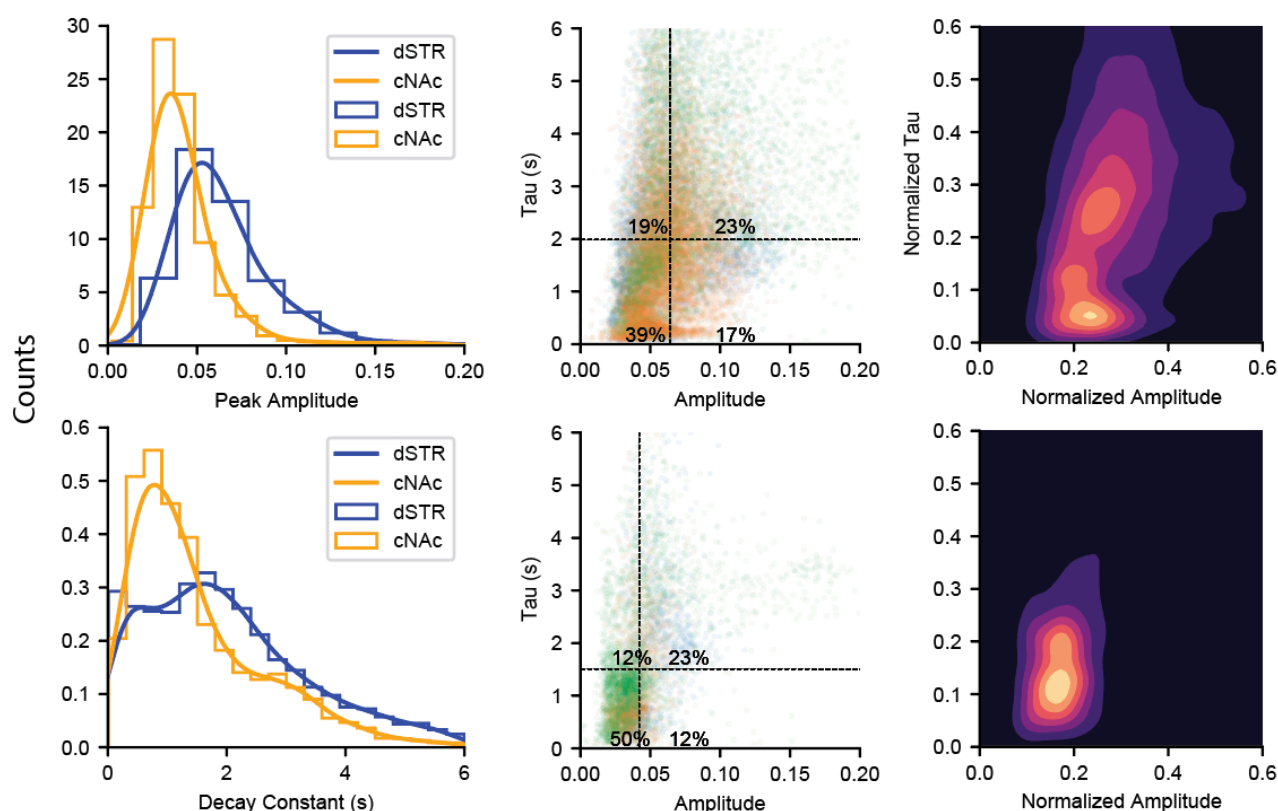 Counts
30
25
20
15
10
5
0
0.00 0.05 0.10 0.15 0.20
Peak Amplitude
dSTR
cNAc
dSTR
cNAc
Tau (s)
6
5
4
3
2
1
0
19% 23%
39% 17%
0.00 0.05 0.10 0.15 0.20
Amplitude
Normalized Tau
0.6
0.5
0.4
0.3
0.2
0.1
0.0
0.0 0.2 0.4 0.6
Normalized Amplitude
0.6
0.5
0.4
0.3
0.2
0.1
0.0
0 2 4 6
Decay Constant (s)
dSTR
cNAc
dSTR
cNAc
Tau (s)
6
5
4
3
2
1
0
12% 23%
50% 12%
0.00 0.05 0.10 0.15 0.20
Amplitude
0.6
0.5
0.4
0.3
0.2
0.1
0.0
0.0 0.2 0.4 0.6
Normalized Amplitude